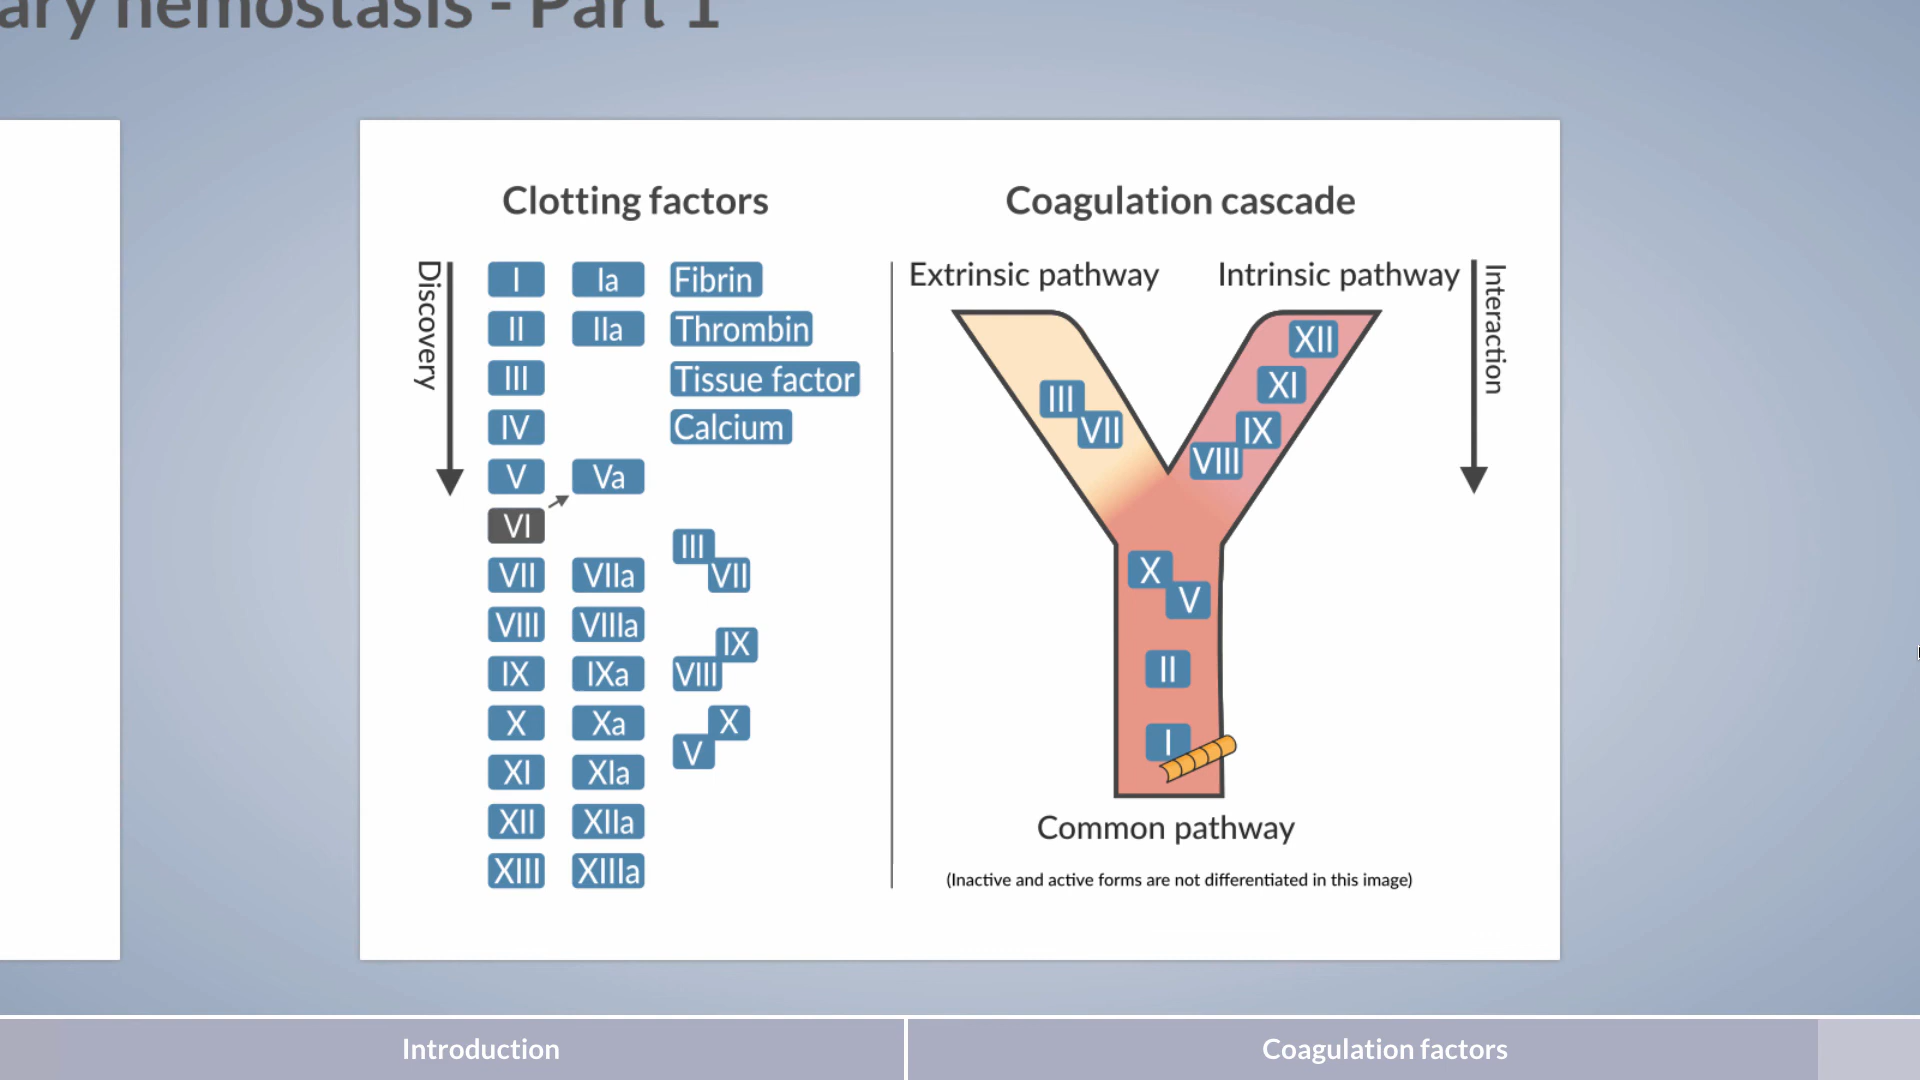 ary hemostasis - Part 1
Clotting factors
Discovery
I Ia Fibrin
II IIa Thrombin
III Tissue factor
IV Calcium
V Va
VI
III
VII VIIa VII
VIII VIIIa
IX
IX IXa VIII
X Xa X
V
XI XIa
XII XIIa
XIII XIIIa
Coagulation cascade
Extrinsic pathway Intrinsic pathway
Interaction
XII
XI
III
VII
IX
VIII
X
V
II
I
Common pathway
(Inactive and active forms are not differentiated in this image)
Introduction Coagulation factors